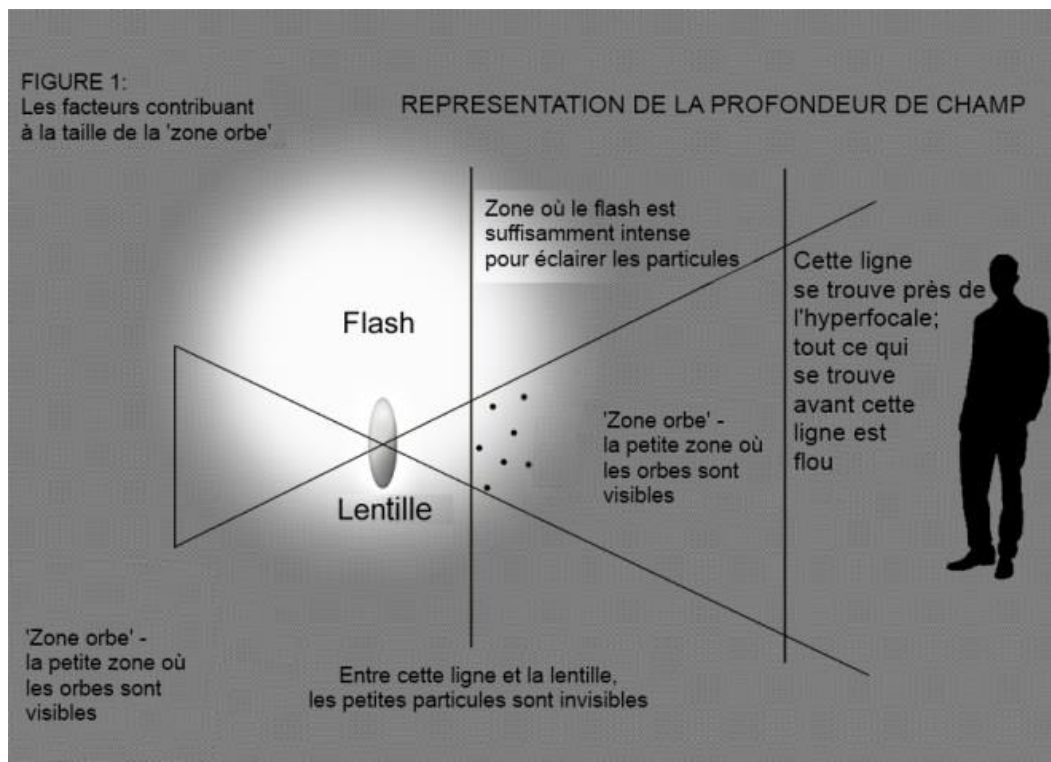 FIGURE 1:
Les facteurs contribuant
à la taille de la 'zone orbe'
REPRESENTATION DE LA PROFONDEUR DE CHAMP
Zone où le flash est
suffisamment intense
pour éclairer les particules
Flash
Lentille
'Zone orbe' -
la petite zone où
les orbes sont
visibles
Cette ligne
se trouve près de
l'hyperfocale;
tout ce qui
se trouve
avant cette
ligne est
flou
'Zone orbe' -
la petite zone où
les orbes sont
visibles
Entre cette ligne et la lentille,
les petites particules sont invisibles